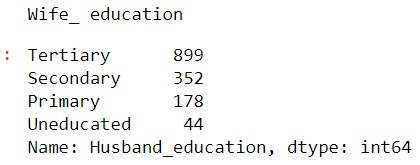 Wife_ education
: Tertiary 899
Secondary 352
Primary 178
Uneducated 44
Name: Husband_education, dtype: int64